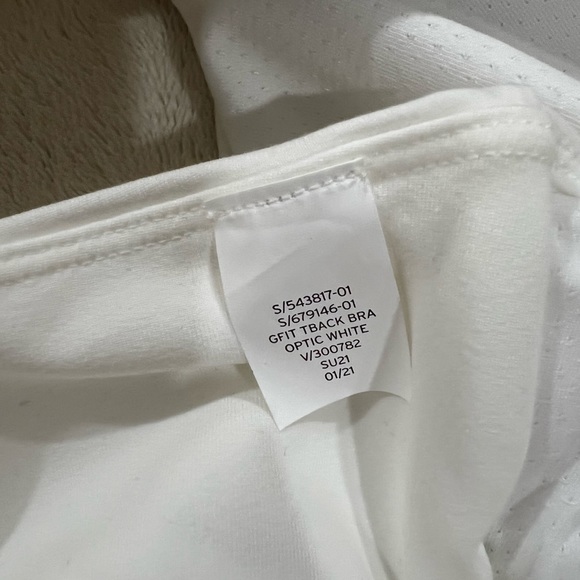 S/543817-01
S/679146-01
GFIT TBACK BRA
OPTIC WHITE
V/300782
SU21
01/21